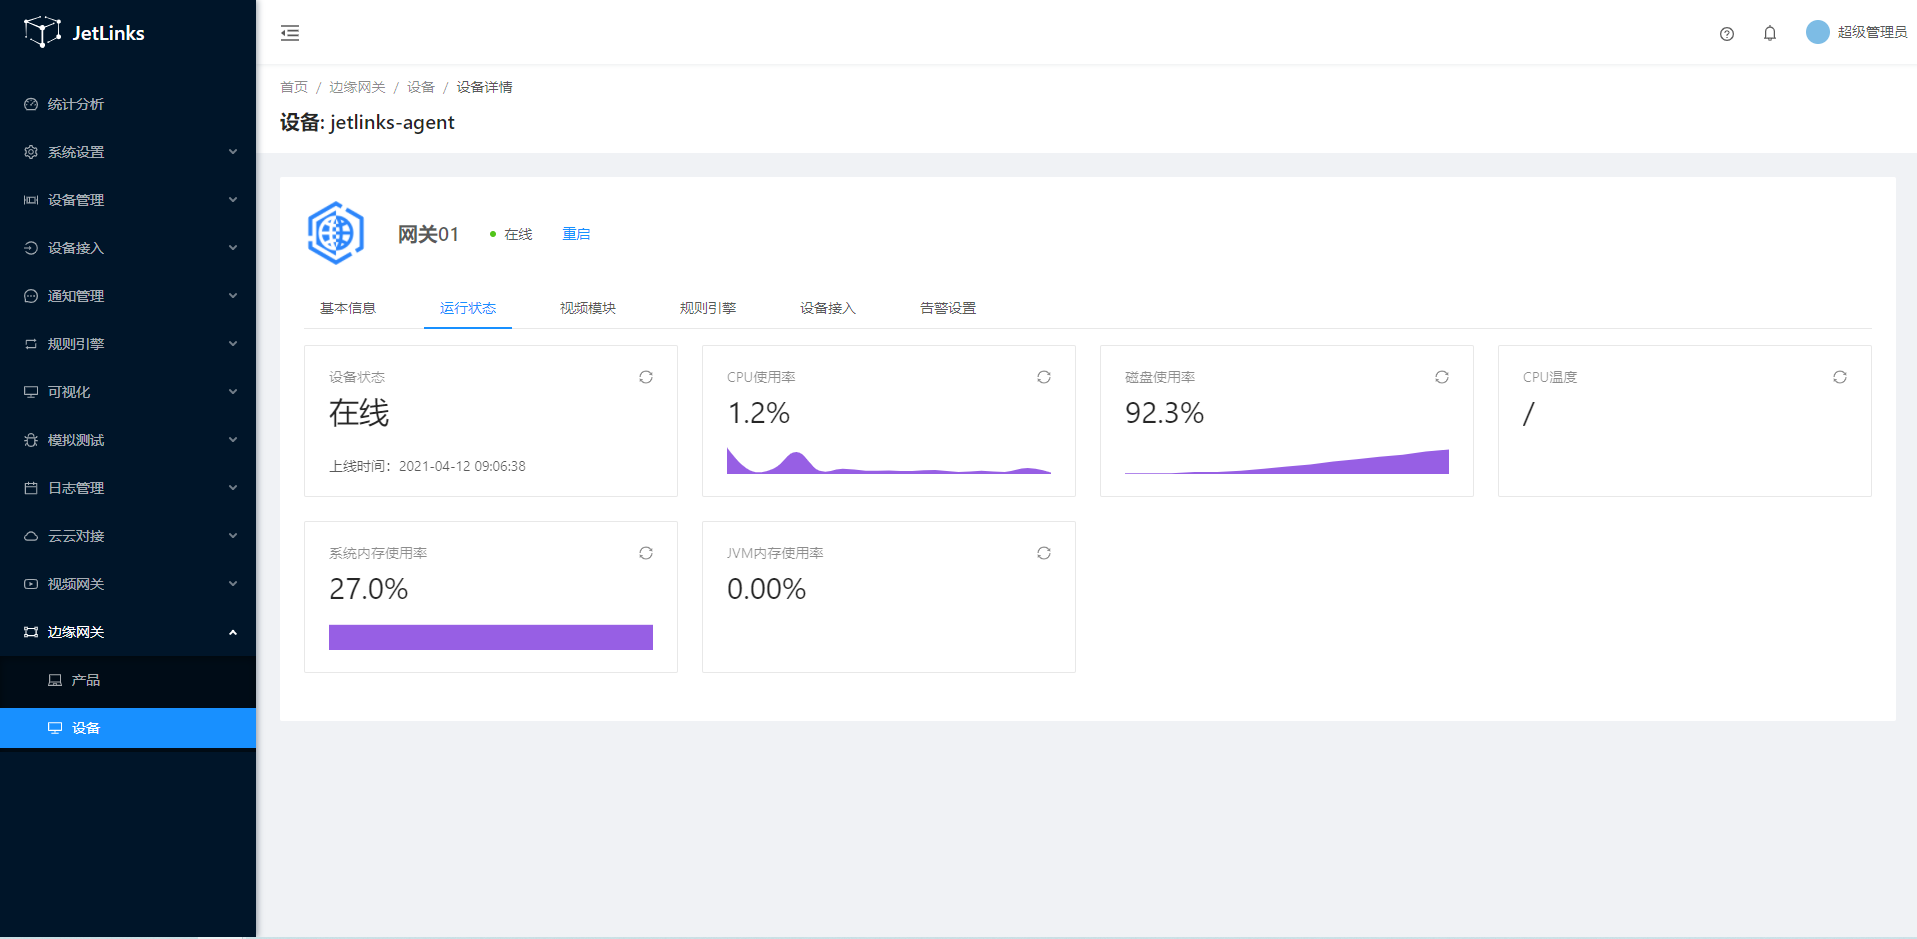 JetLinks
超级管理员
统计分析
系统设置
设备管理
设备接入
通知管理
规则引擎
可视化
模拟测试
日志管理
云云对接
视频网关
边缘网关
产品
设备
首页 / 边缘网关 / 设备 / 设备详情
设备: jetlinks-agent
网关01 在线 重启
基本信息 运行状态 视频模块 规则引擎 设备接入 告警设置
设备状态
在线
上线时间：2021-04-12 09:06:38
CPU使用率
1.2%
磁盘使用率
92.3%
CPU温度
/
系统内存使用率
27.0%
JVM内存使用率
0.00%